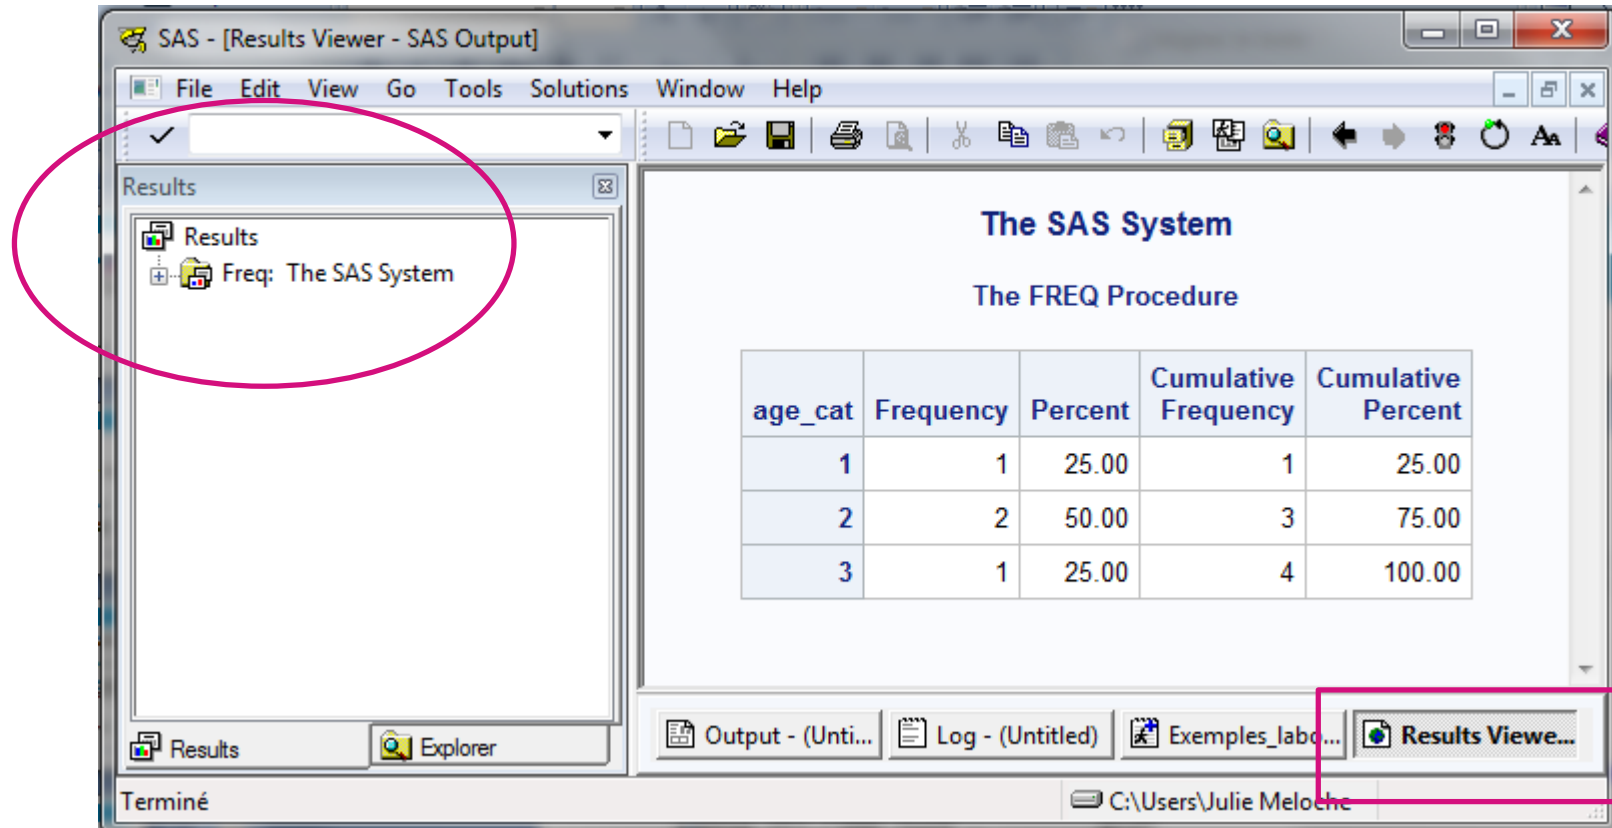 SAS - [Results Viewer - SAS Output]
File Edit View Go Tools Solutions Window Help
Results
Results
Freq: The SAS System
The SAS System
The FREQ Procedure
age_cat Frequency Percent Cumulative Frequency Cumulative Percent
1 1 25.00 1 25.00
2 2 50.00 3 75.00
3 1 25.00 4 100.00
Results Explorer
Output - (Unti... Log - (Untitled) Exemples_labo... Results Viewe...
Terminé C:\Users\Julie Meloche